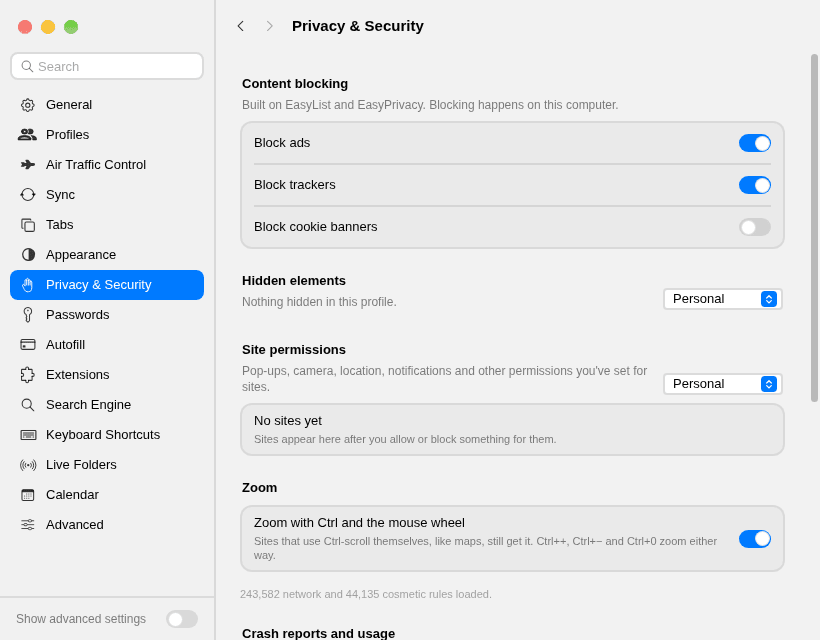 Privacy & Security
Search
General
Profiles
Air Traffic Control
Sync
Tabs
Appearance
Privacy & Security
Passwords
Autofill
Extensions
Search Engine
Keyboard Shortcuts
Live Folders
Calendar
Advanced
Show advanced settings
Content blocking
Built on EasyList and EasyPrivacy. Blocking happens on this computer.
Block ads
Block trackers
Block cookie banners
Hidden elements
Nothing hidden in this profile.
Personal
Site permissions
Pop-ups, camera, location, notifications and other permissions you've set for
sites.
Personal
No sites yet
Sites appear here after you allow or block something for them.
Zoom
Zoom with Ctrl and the mouse wheel
Sites that use Ctrl-scroll themselves, like maps, still get it. Ctrl++, Ctrl+− and Ctrl+0 zoom either
way.
243,582 network and 44,135 cosmetic rules loaded.
Crash reports and usage